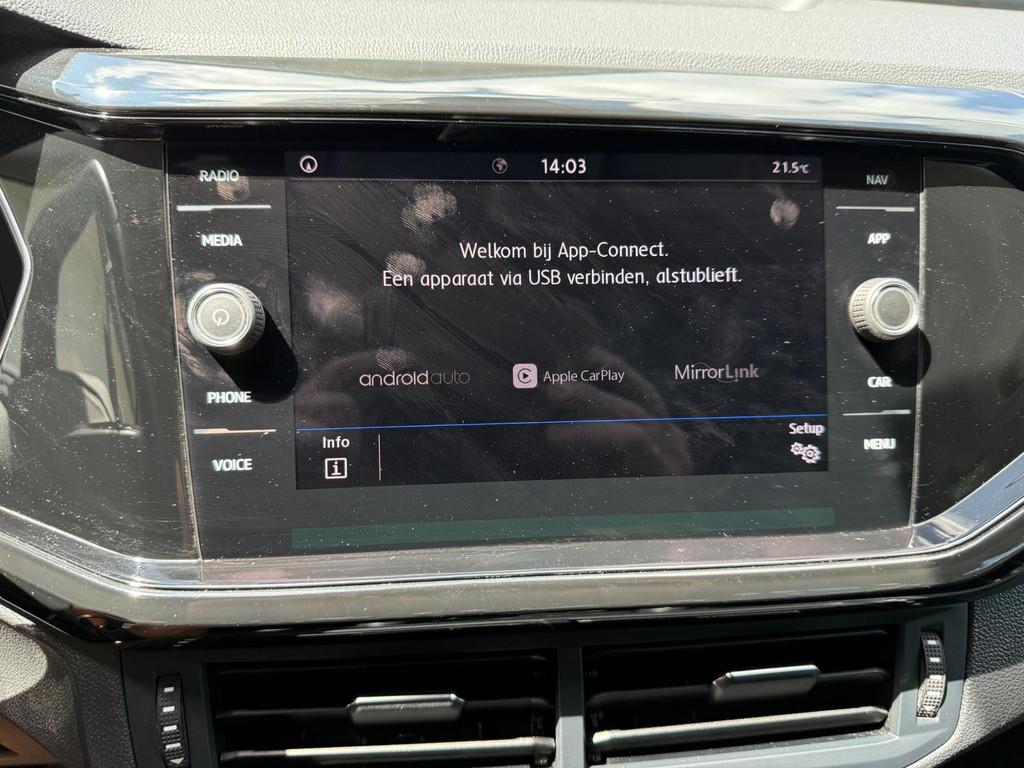 RADIO
MEDIA
PHONE
VOICE
14:03
21.5°C
Welkom bij App-Connect.
Een apparaat via USB verbinden, alstublieft.
androidauto
Apple CarPlay
MirrorLink
Info
i
Setup
NAV
APP
CAR
MENU